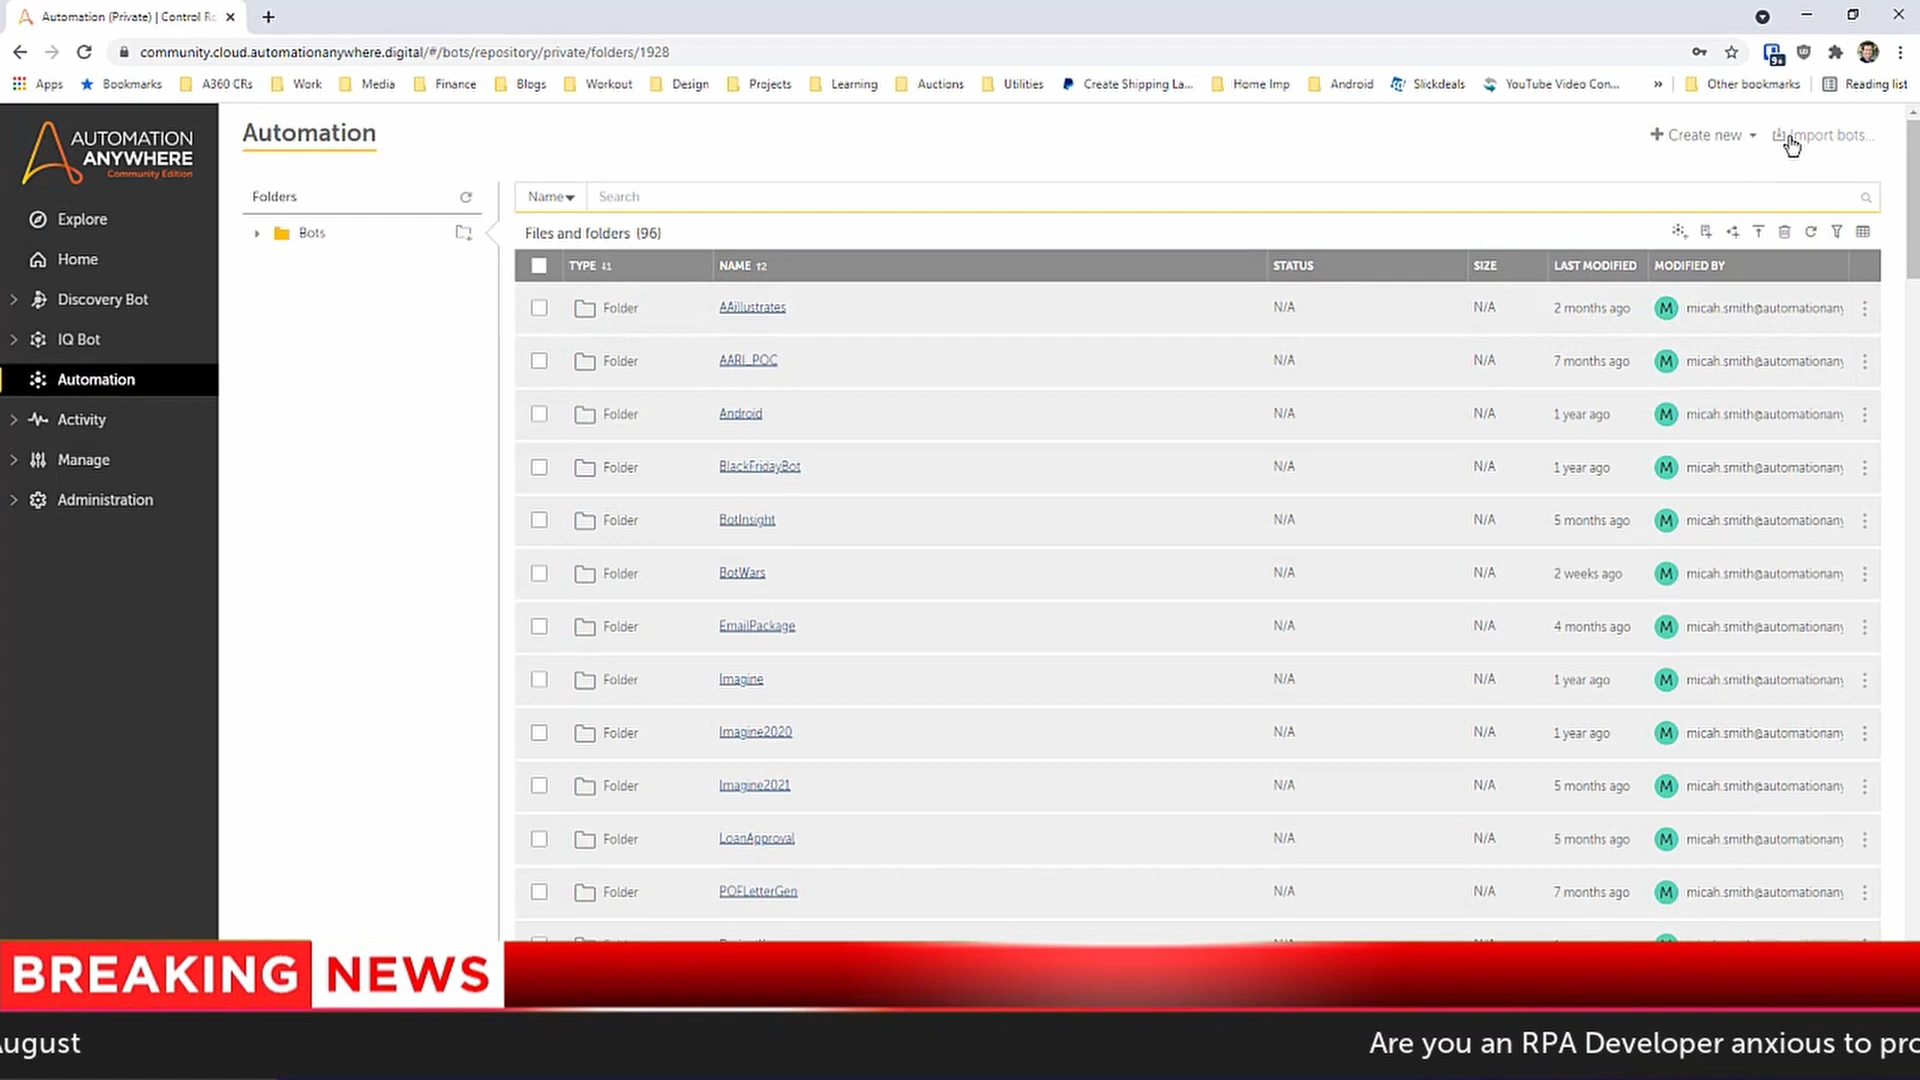 Automation (Private) | Control Ro
community.cloud.automationanywhere.digital/#/bots/repository/private/folders/1928
9+
Apps Bookmarks A360 CRs Work Media Finance Blogs Workout Design Projects Learning Auctions Utilities Create Shipping La... Home Imp Android Slickdeals YouTube Video Con... » Other bookmarks Reading list
AUTOMATION
ANYWHERE
Community Edition
Explore
Home
Discovery Bot
IQ Bot
Automation
Activity
Manage
Administration
Automation
Create new
Import bots...
Folders
Bots
Name
Search
Files and folders (96)
TYPE NAME STATUS SIZE LAST MODIFIED MODIFIED BY
Folder AAillustrates N/A N/A 2 months ago M micah.smith@automationany
Folder AARI_POC N/A N/A 7 months ago M micah.smith@automationany
Folder Android N/A N/A 1 year ago M micah.smith@automationany
Folder BlackFridayBot N/A N/A 1 year ago M micah.smith@automationany
Folder BotInsight N/A N/A 5 months ago M micah.smith@automationany
Folder BotWars N/A N/A 2 weeks ago M micah.smith@automationany
Folder EmailPackage N/A N/A 4 months ago M micah.smith@automationany
Folder Imagine N/A N/A 1 year ago M micah.smith@automationany
Folder Imagine2020 N/A N/A 1 year ago M micah.smith@automationany
Folder Imagine2021 N/A N/A 5 months ago M micah.smith@automationany
Folder LoanApproval N/A N/A 5 months ago M micah.smith@automationany
Folder POFLetterGen N/A N/A 7 months ago M micah.smith@automationany
BREAKING NEWS
August
Are you an RPA Developer anxious to pro